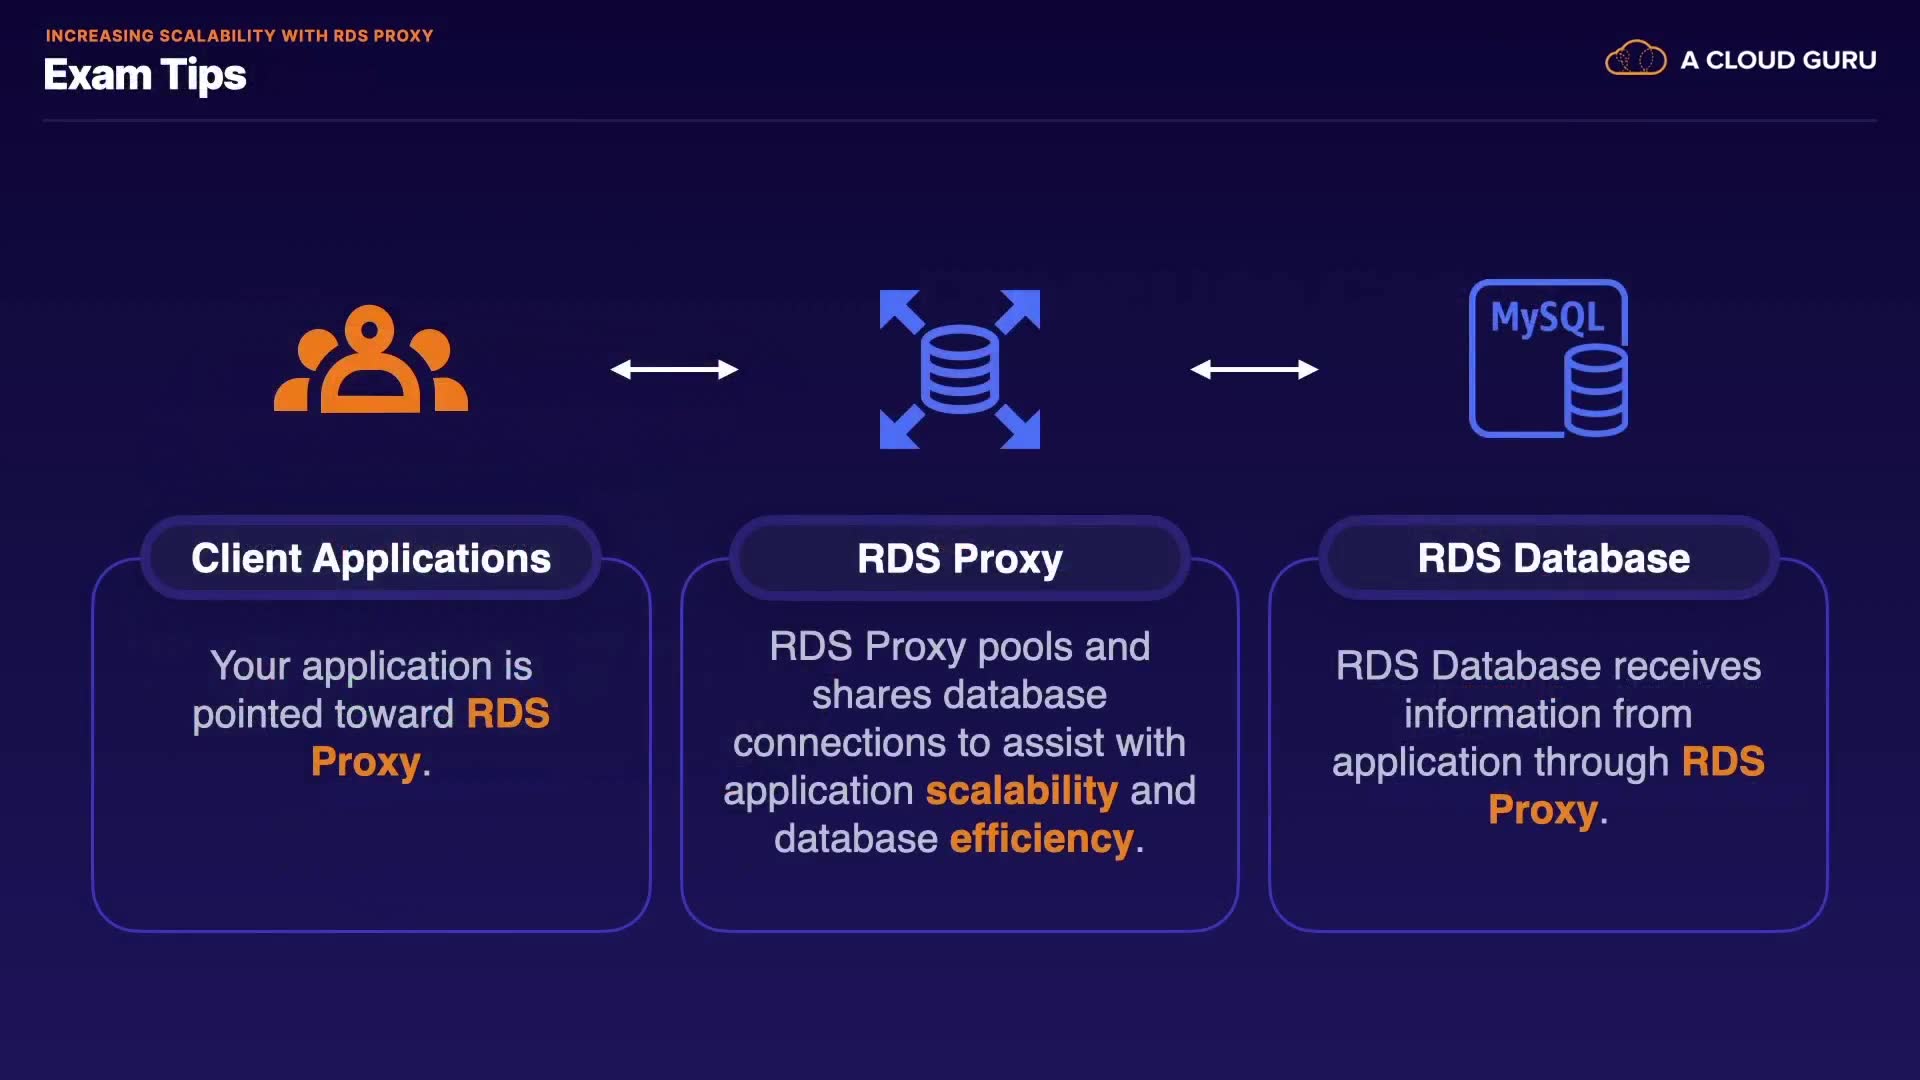 INCREASING SCALABILITY WITH RDS PROXY
Exam Tips
A CLOUD GURU
MySQL
Client Applications
Your application is
pointed toward RDS
Proxy.
RDS Proxy
RDS Proxy pools and
shares database
connections to assist with
application scalability and
database efficiency.
RDS Database
RDS Database receives
information from
application through RDS
Proxy.